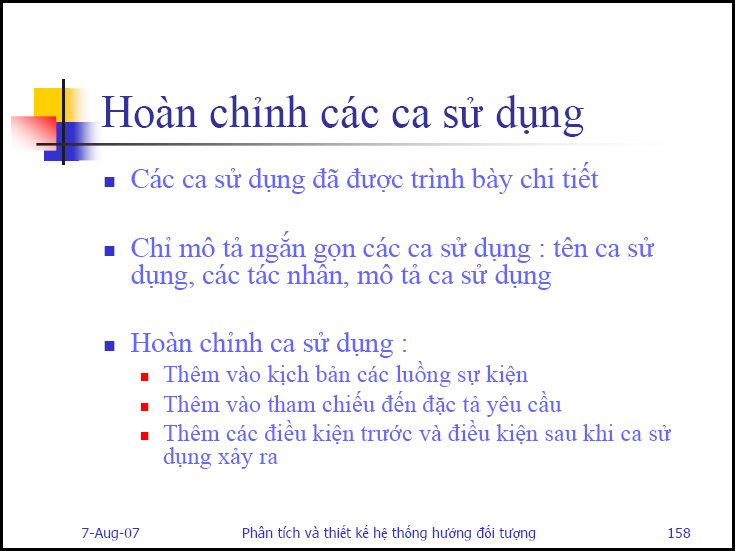 Hoàn chỉnh các ca sử dụng
Các ca sử dụng đã được trình bày chi tiết
Chỉ mô tả ngắn gọn các ca sử dụng : tên ca sử
dụng, các tác nhân, mô tả ca sử dụng
Hoàn chỉnh ca sử dụng :
Thêm vào kịch bản các luồng sự kiện
Thêm vào tham chiếu đến đặc tả yêu cầu
Thêm các điều kiện trước và điều kiện sau khi ca sử
dụng xảy ra
7-Aug-07 Phân tích và thiết kế hệ thống hướng đối tượng 158